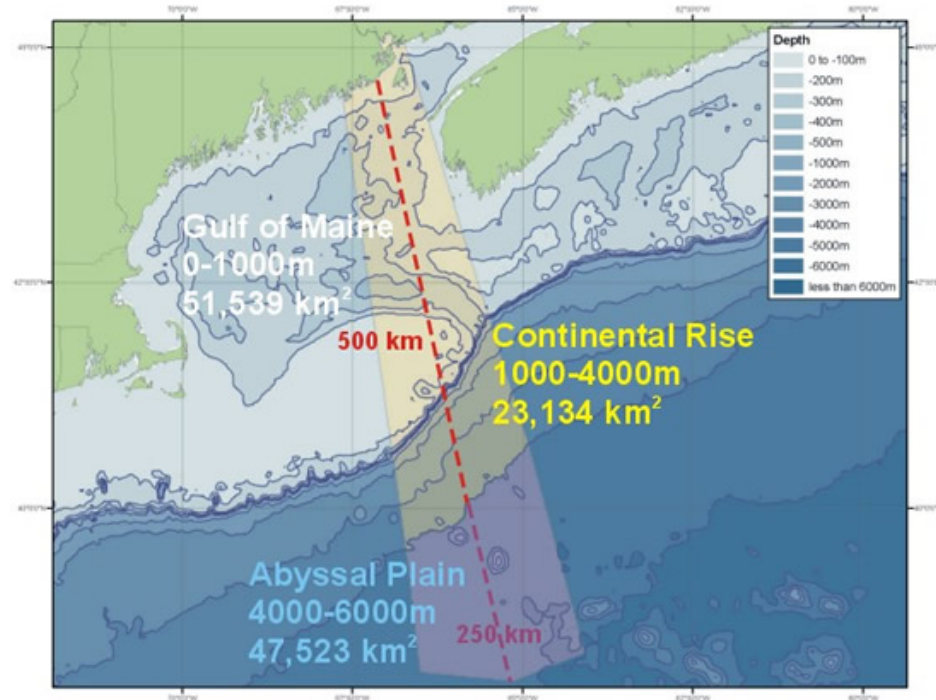 Depth
0 to -100m
-200m
-300m
-400m
-500m
-1000m
-2000m
-3000m
-4000m
-5000m
-6000m
less than 6000m
Gulf of Maine
0-1000m
51,539 km²
500 km
Continental Rise
1000-4000m
23,134 km²
Abyssal Plain
4000-6000m
47,523 km²
250 km